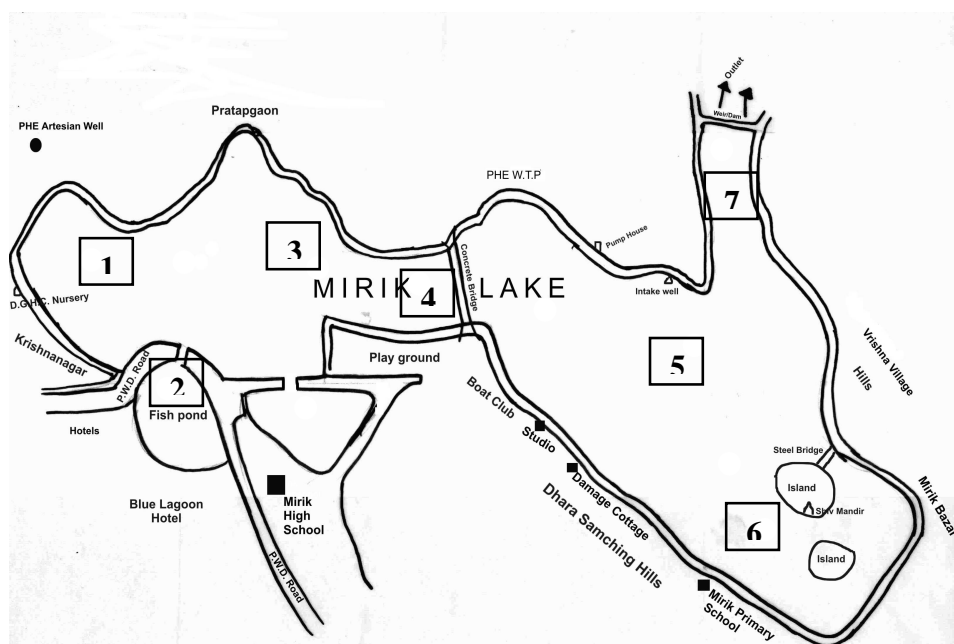 Outlet
Weir/Dam
Pratapgaon
PHE Artesian Well
PHE W.T.P
7
Pump House
3
1
Concrete Bridge
MIRIK LAKE
4
Intake well
D.G.H.C. Nursery
Krishnanagar
P.W.D. Road
2
Fish pond
Play ground
5
Vrishna Village
Hills
Hotels
Boat Club
Studio
Damage Cottage
Dhara Samching Hills
Steel Bridge
Island
Shiv Mandir
Mirik Bazar
6
Island
Blue Lagoon
Hotel
Mirik
High
School
P.W.D. Road
Mirik Primary
School